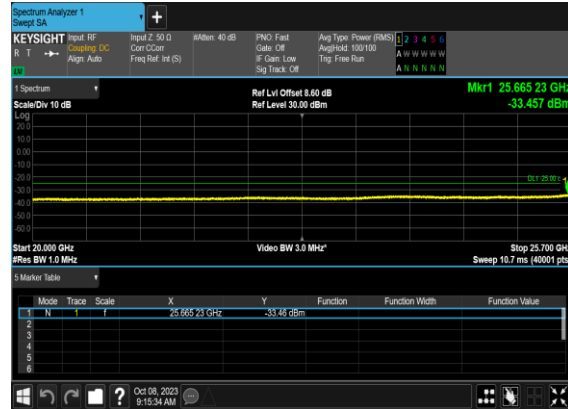 Spectrum Analyzer 1
Swept SA
+
KEYSIGHT Input: RF Input Z: 50 Ω #Atten: 40 dB PNO: Fast Avg Type: Power (RMS) 1 2 3 4 5 6
R T Coupling: DC Corr CCorr Gate: Off Avg|Hold: 100/100 A W W W W W
Align: Auto Freq Ref: Int (S) IF Gain: Low Trig: Free Run
Sig Track: Off A N N N N N
1 Spectrum Ref Lvl Offset 8.60 dB Mkr1 25.665 23 GHz
Scale/Div 10 dB Ref Level 30.00 dBm -33.457 dBm
Log
20.0
10.0
0.00
-10.0
-20.0
-30.0
-40.0
-50.0
-60.0
Start 20.000 GHz Video BW 3.0 MHz* Stop 25.700 GHz
#Res BW 1.0 MHz Sweep 10.7 ms (40001 pts
5 Marker Table
Mode Trace Scale X Y Function Function Width Function Value
1 N 1 f 25.665 23 GHz -33.46 dBm
2
3
4
5
6
? Oct 08, 2023
9:15:34 AM